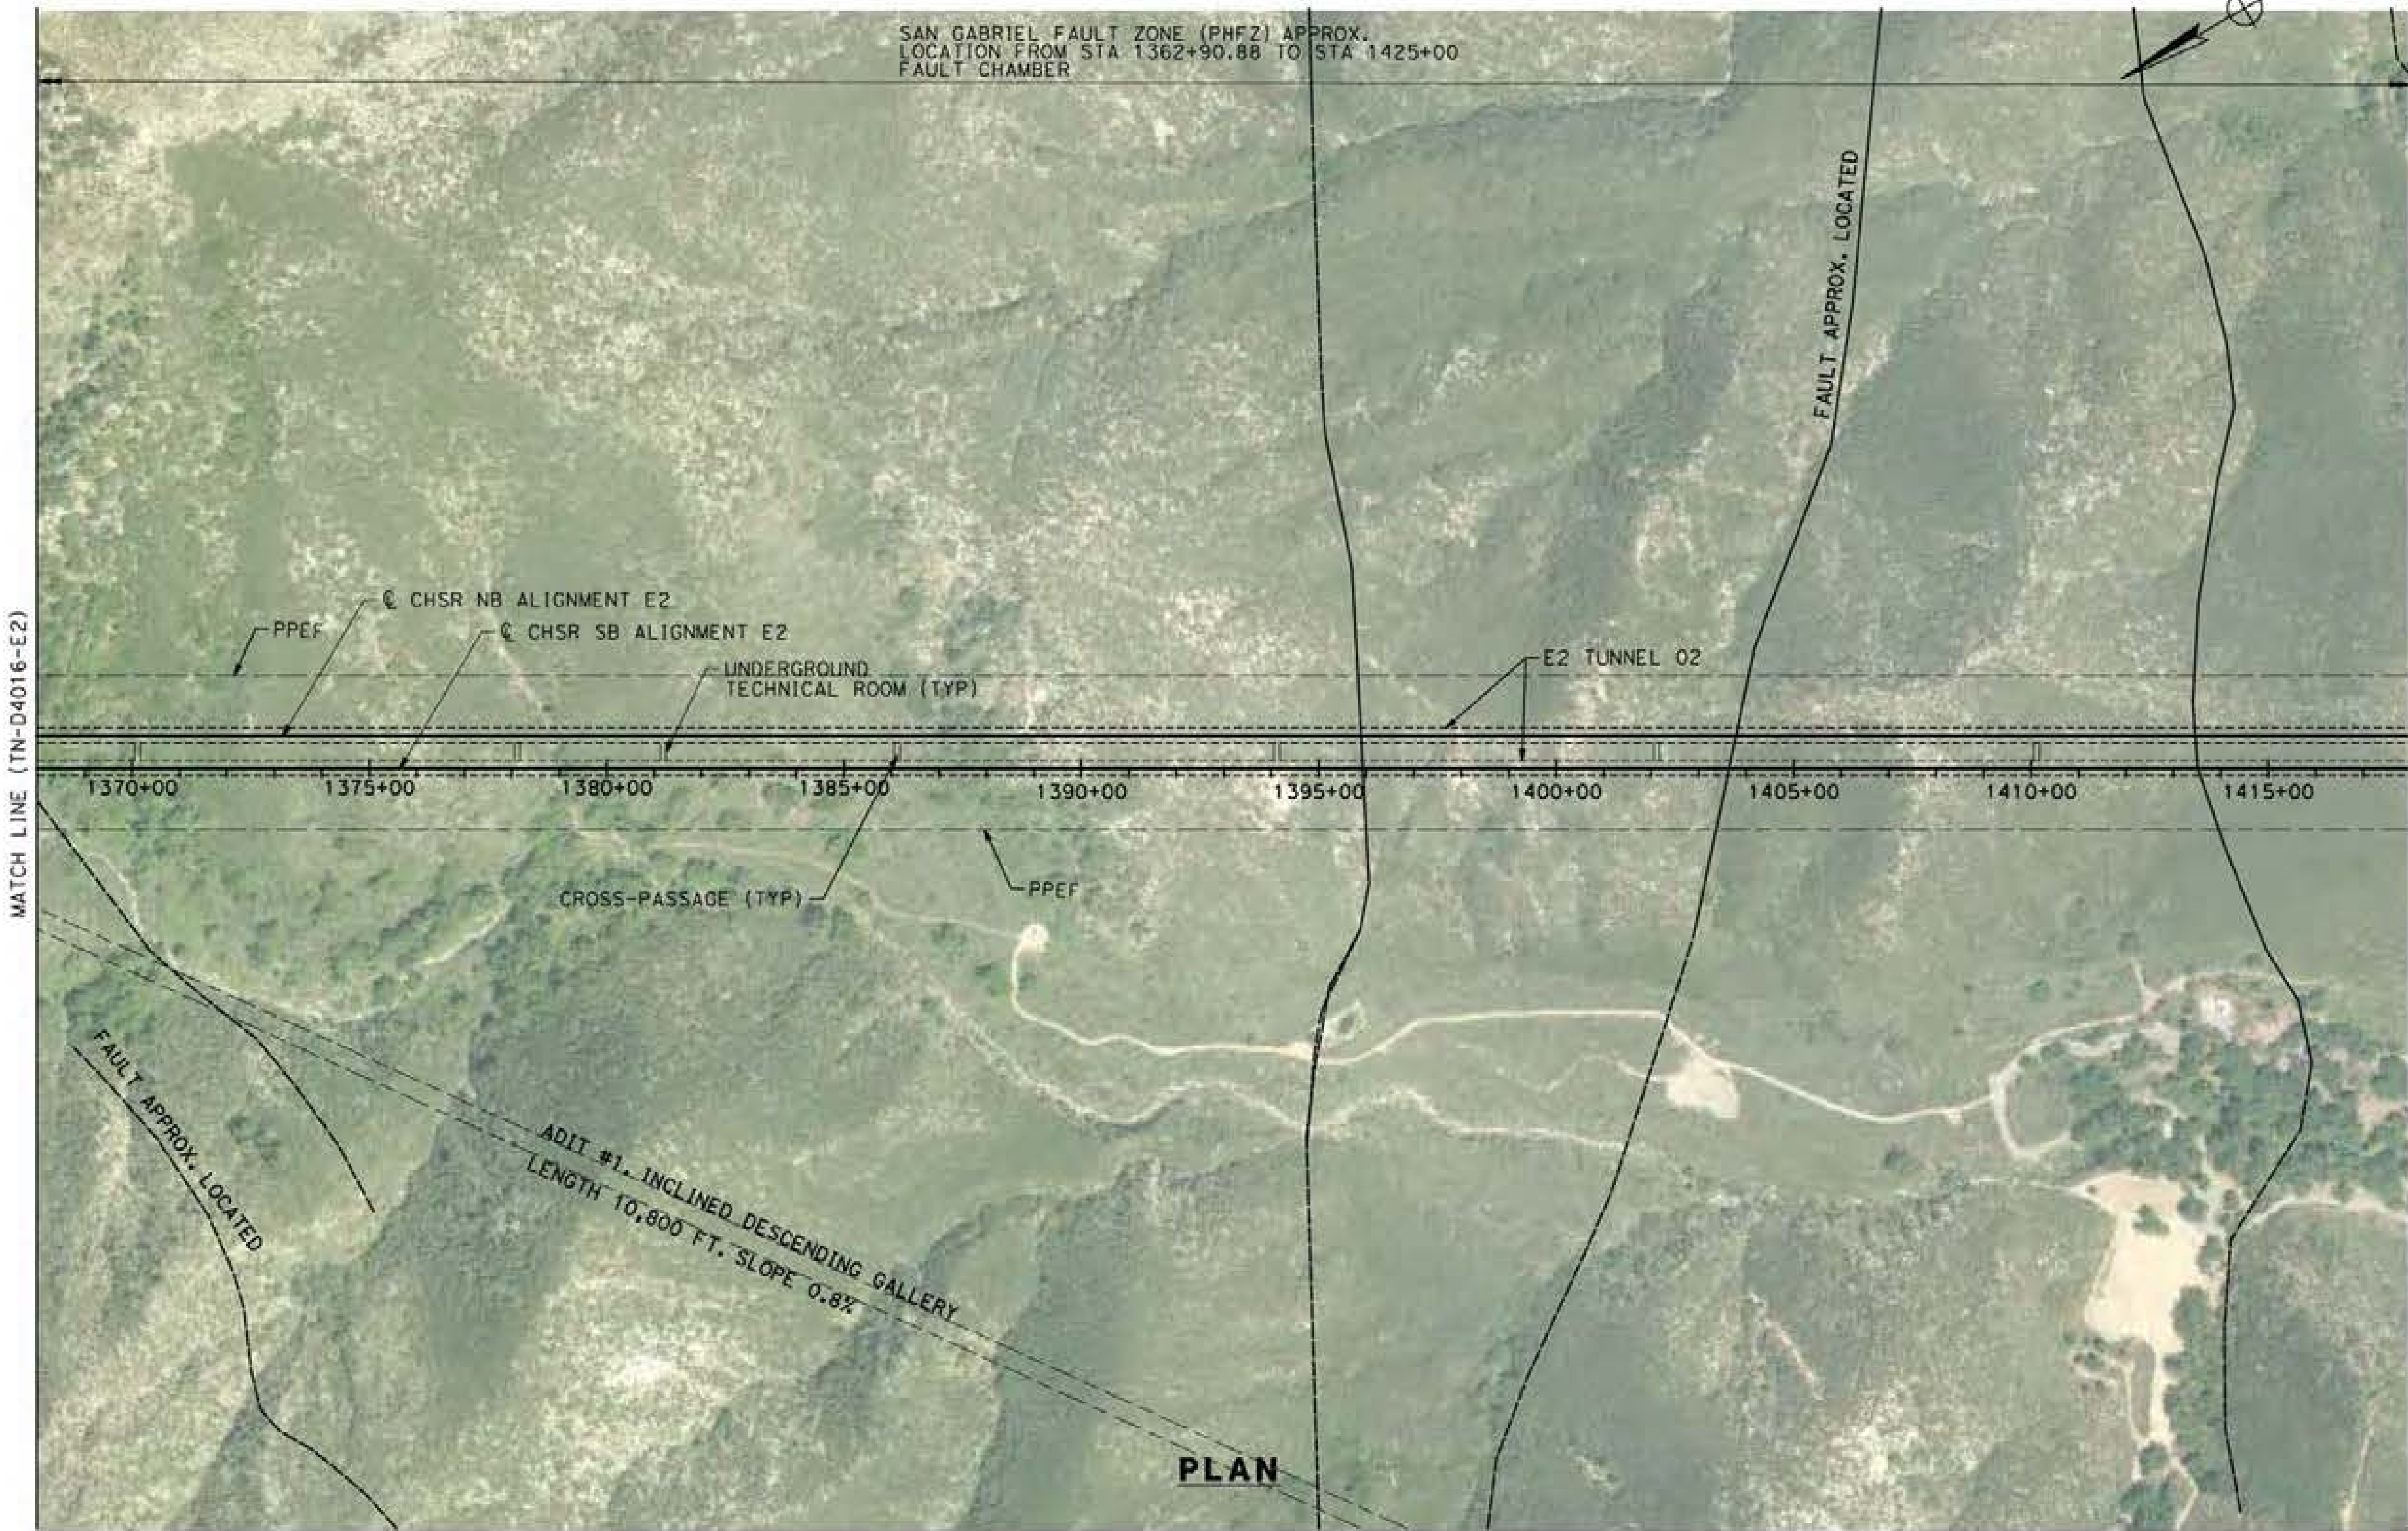 SAN GABRIEL FAULT ZONE (PHFZ) APPROX.
LOCATION FROM STA 1362+90.88 TO STA 1425+00
FAULT CHAMBER
FAULT APPROX. LOCATED
MATCH LINE (TN-D4016-E2)
℄ CHSR NB ALIGNMENT E2
PPEF
℄ CHSR SB ALIGNMENT E2
UNDERGROUND
TECHNICAL ROOM (TYP)
E2 TUNNEL 02
1370+00 1375+00 1380+00 1385+00 1390+00 1395+00 1400+00 1405+00 1410+00 1415+00
CROSS-PASSAGE (TYP)
PPEF
FAULT APPROX. LOCATED
ADIT #1. INCLINED DESCENDING GALLERY
LENGTH 10,800 FT. SLOPE 0.8%
PLAN